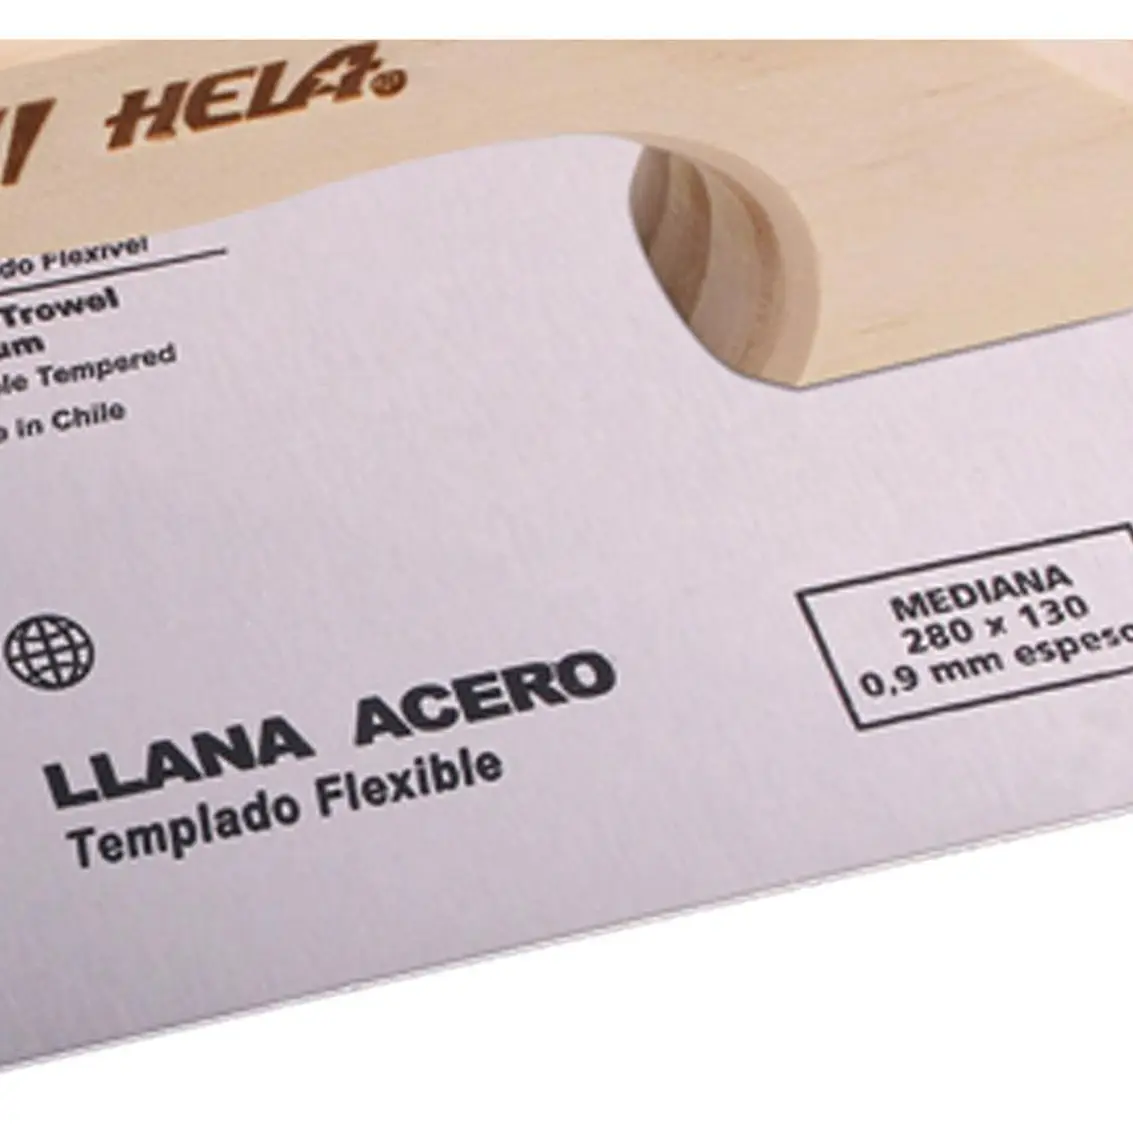 HELA®
do Flexível
Trowel
um
le Tempered
in Chile
MEDIANA
280 x 130
0,9 mm espeso
LLANA ACERO
Templado Flexible